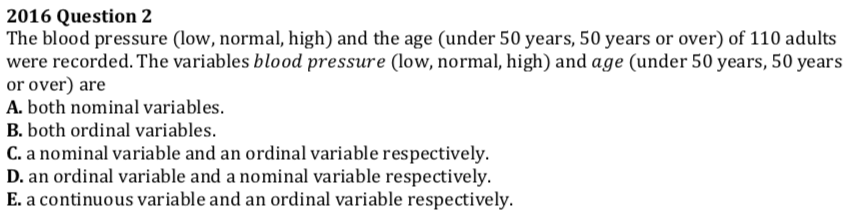 2016 Question 2
The blood pressure (low, normal, high) and the age (under 50 years, 50 years or over) of 110 adults
were recorded. The variables blood pressure (low, normal, high) and age (under 50 years, 50 years
or over) are
A. both nominal variables.
B. both ordinal variables.
C. a nominal variable and an ordinal variable respectively.
D. an ordinal variable and a nominal variable respectively.
E. a continuous variable and an ordinal variable respectively.